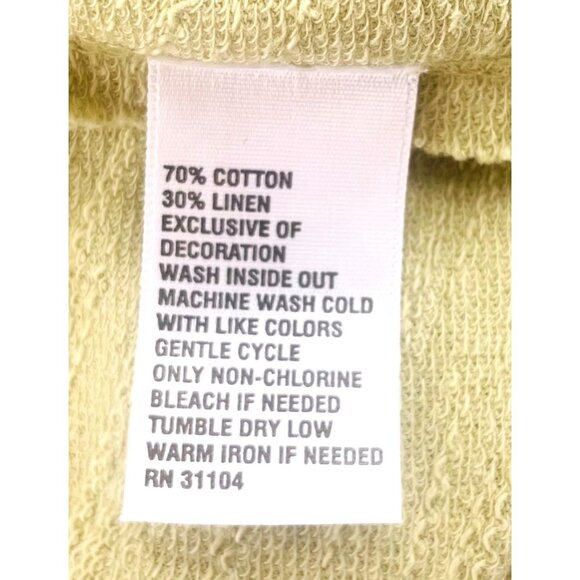 70% COTTON
30% LINEN
EXCLUSIVE OF
DECORATION
WASH INSIDE OUT
MACHINE WASH COLD
WITH LIKE COLORS
GENTLE CYCLE
ONLY NON-CHLORINE
BLEACH IF NEEDED
TUMBLE DRY LOW
WARM IRON IF NEEDED
RN 31104